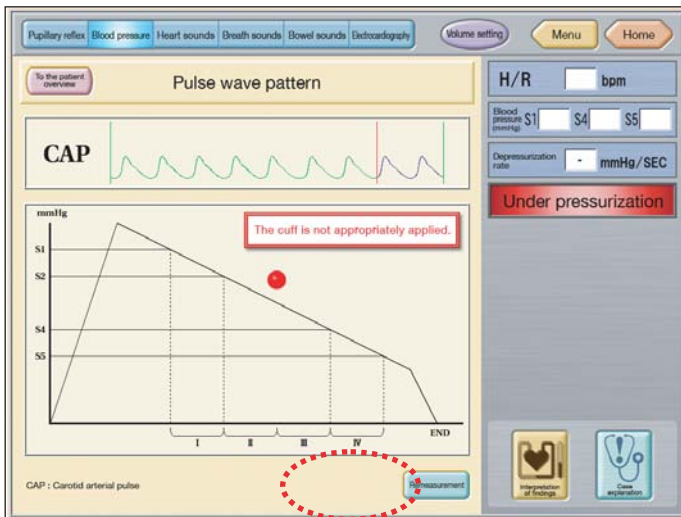 Pupillary reflex Blood pressure Heart sounds Breath sounds Bowel sounds Electrocardiography Volume setting Menu Home
To the patient
overview
Pulse wave pattern
H/R bpm
Blood
pressure
(mmHg)
S1 S4 S5
Depressurization
rate
- mmHg/SEC
Under pressurization
CAP
mmHg
The cuff is not appropriately applied.
S1
S2
S4
S5
I II III IV
END
CAP : Carotid arterial pulse
Remeasurement
Interpretation
of findings
Case
explanation